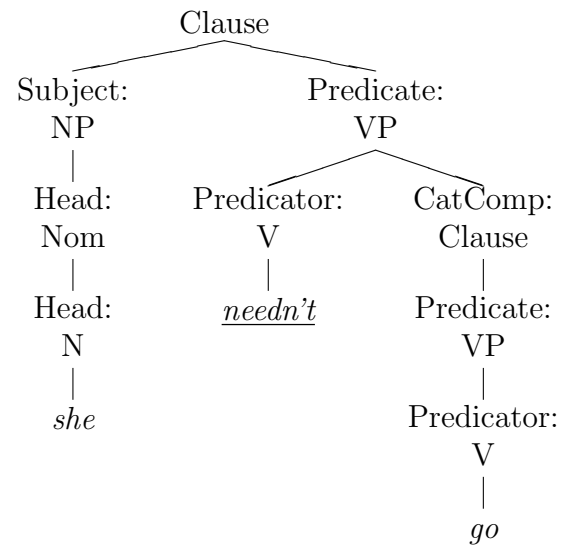 Clause
Subject: Predicate:
NP VP
Head: Predicator: CatComp:
Nom V Clause
Head: needn't Predicate:
N VP
she Predicator:
V
go